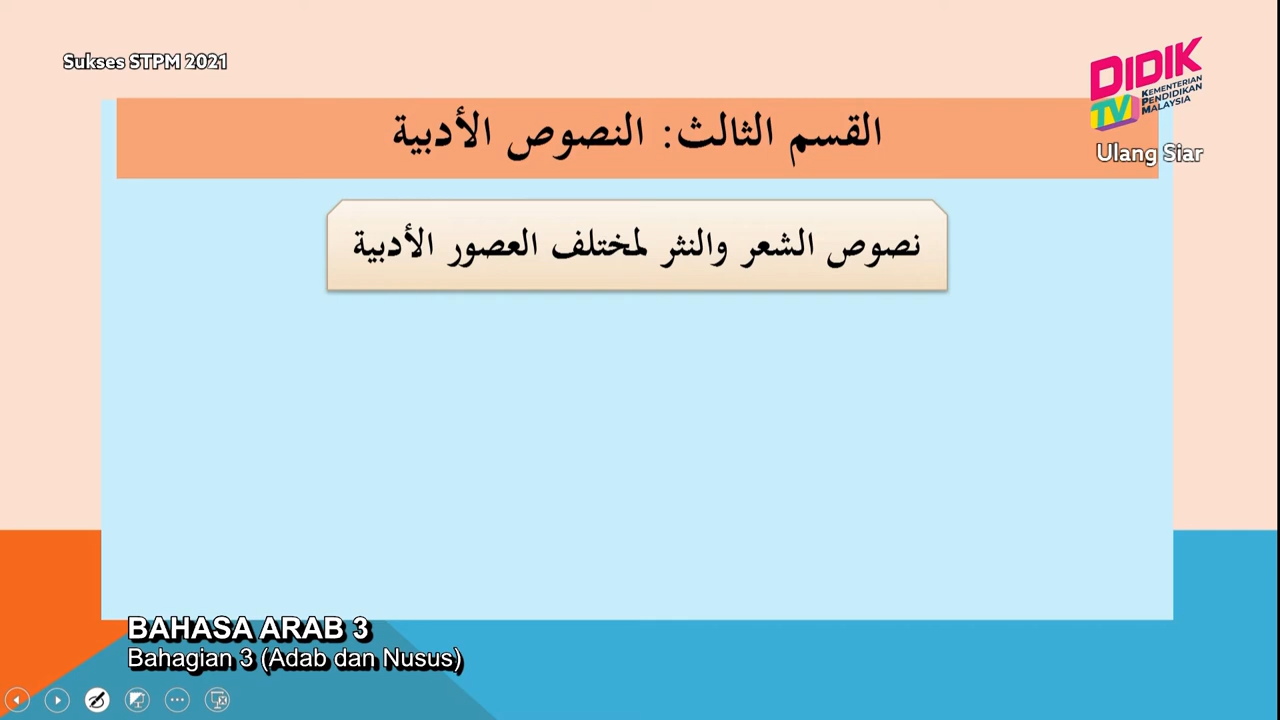 Sukses STPM 2021
DIDIK
TV
KEMENTERIAN
PENDIDIKAN
MALAYSIA
Ulang Siar
القسم الثالث: النصوص الأدبية
نصوص الشعر والنثر لمختلف العصور الأدبية
BAHASA ARAB 3
Bahagian 3 (Adab dan Nusus)